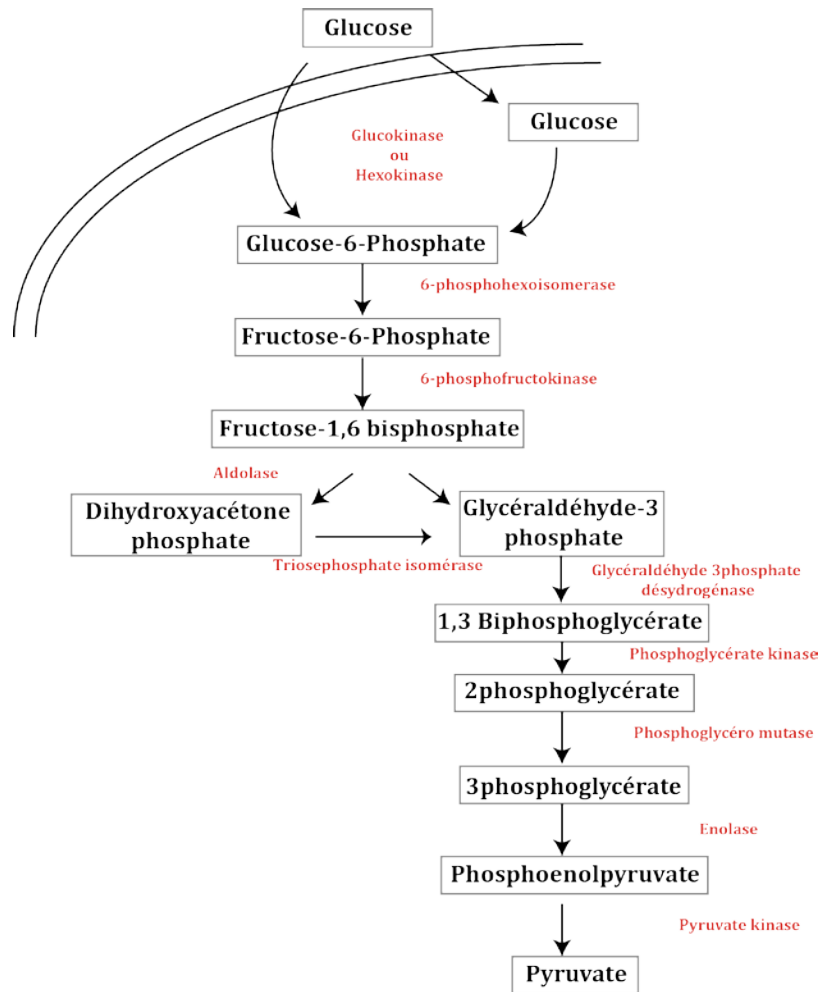 Glucose
Glucose
Glucokinase
ou
Hexokinase
Glucose-6-Phosphate
6-phosphohexoisomerase
Fructose-6-Phosphate
6-phosphofructokinase
Fructose-1,6 bisphosphate
Aldolase
Dihydroxyacétone
phosphate
Glycéraldéhyde-3
phosphate
Triosephosphate isomérase
Glycéraldéhyde 3phosphate
désydrogénase
1,3 Biphosphoglycérate
Phosphoglycérate kinase
2phosphoglycérate
Phosphoglycéro mutase
3phosphoglycérate
Enolase
Phosphoenolpyruvate
Pyruvate kinase
Pyruvate